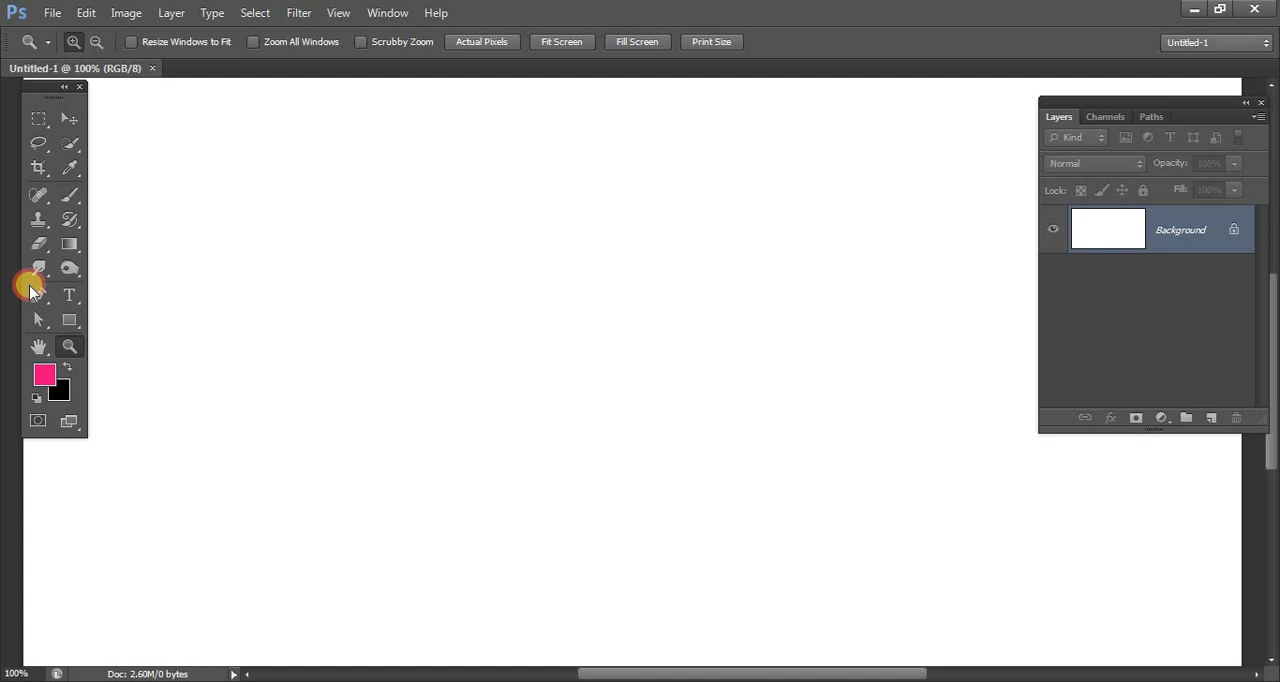 Ps File Edit Image Layer Type Select Filter View Window Help
Resize Windows to Fit Zoom All Windows Scrubby Zoom Actual Pixels Fit Screen Fill Screen Print Size Untitled-1
Untitled-1 @ 100% (RGB/8) ×
Layers Channels Paths
Kind
Normal Opacity: 100%
Lock: Fill: 100%
Background
T
fx
100% Doc: 2.60M/0 bytes